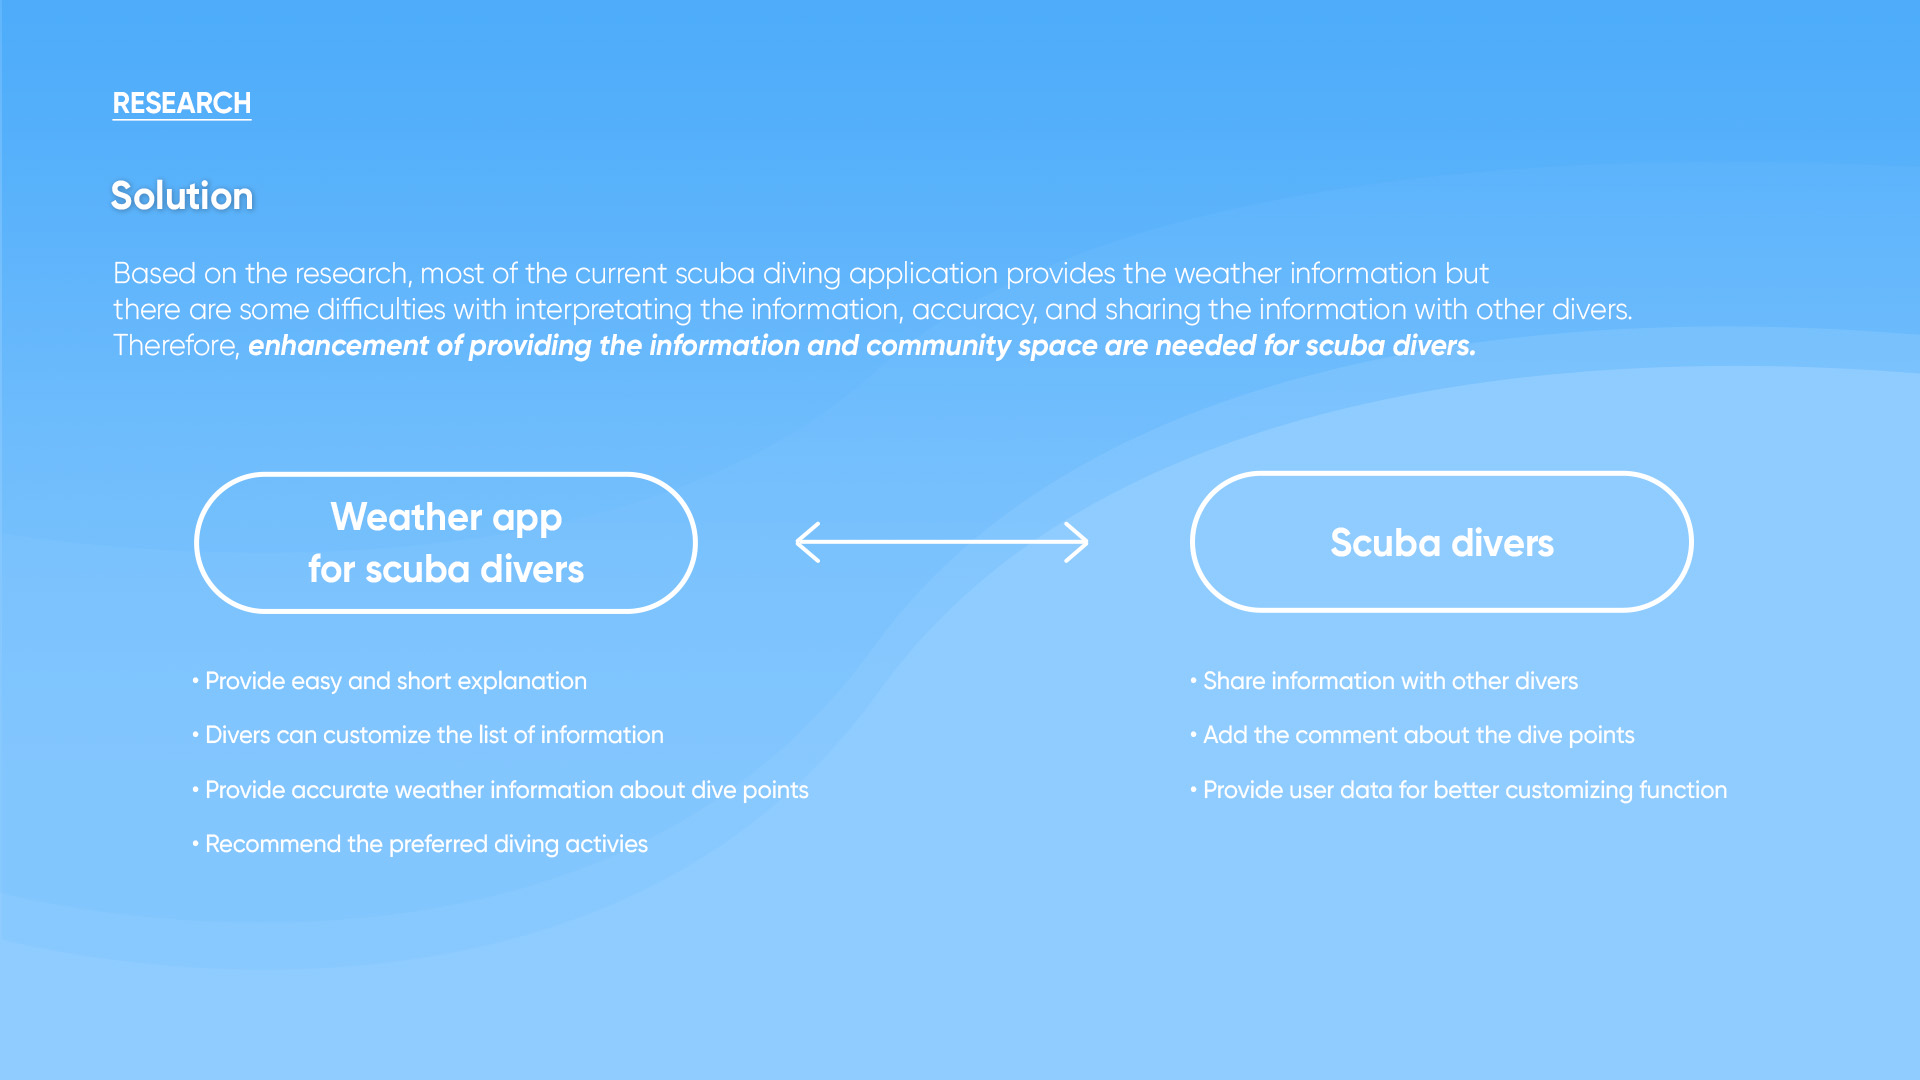 RESEARCH
Solution
Based on the research, most of the current scuba diving application provides the weather information but
there are some difficulties with interpretating the information, accuracy, and sharing the information with other divers.
Therefore, enhancement of providing the information and community space are needed for scuba divers.
Weather app
for scuba divers
Scuba divers
• Provide easy and short explanation
• Divers can customize the list of information
• Provide accurate weather information about dive points
• Recommend the preferred diving activies
• Share information with other divers
• Add the comment about the dive points
• Provide user data for better customizing function